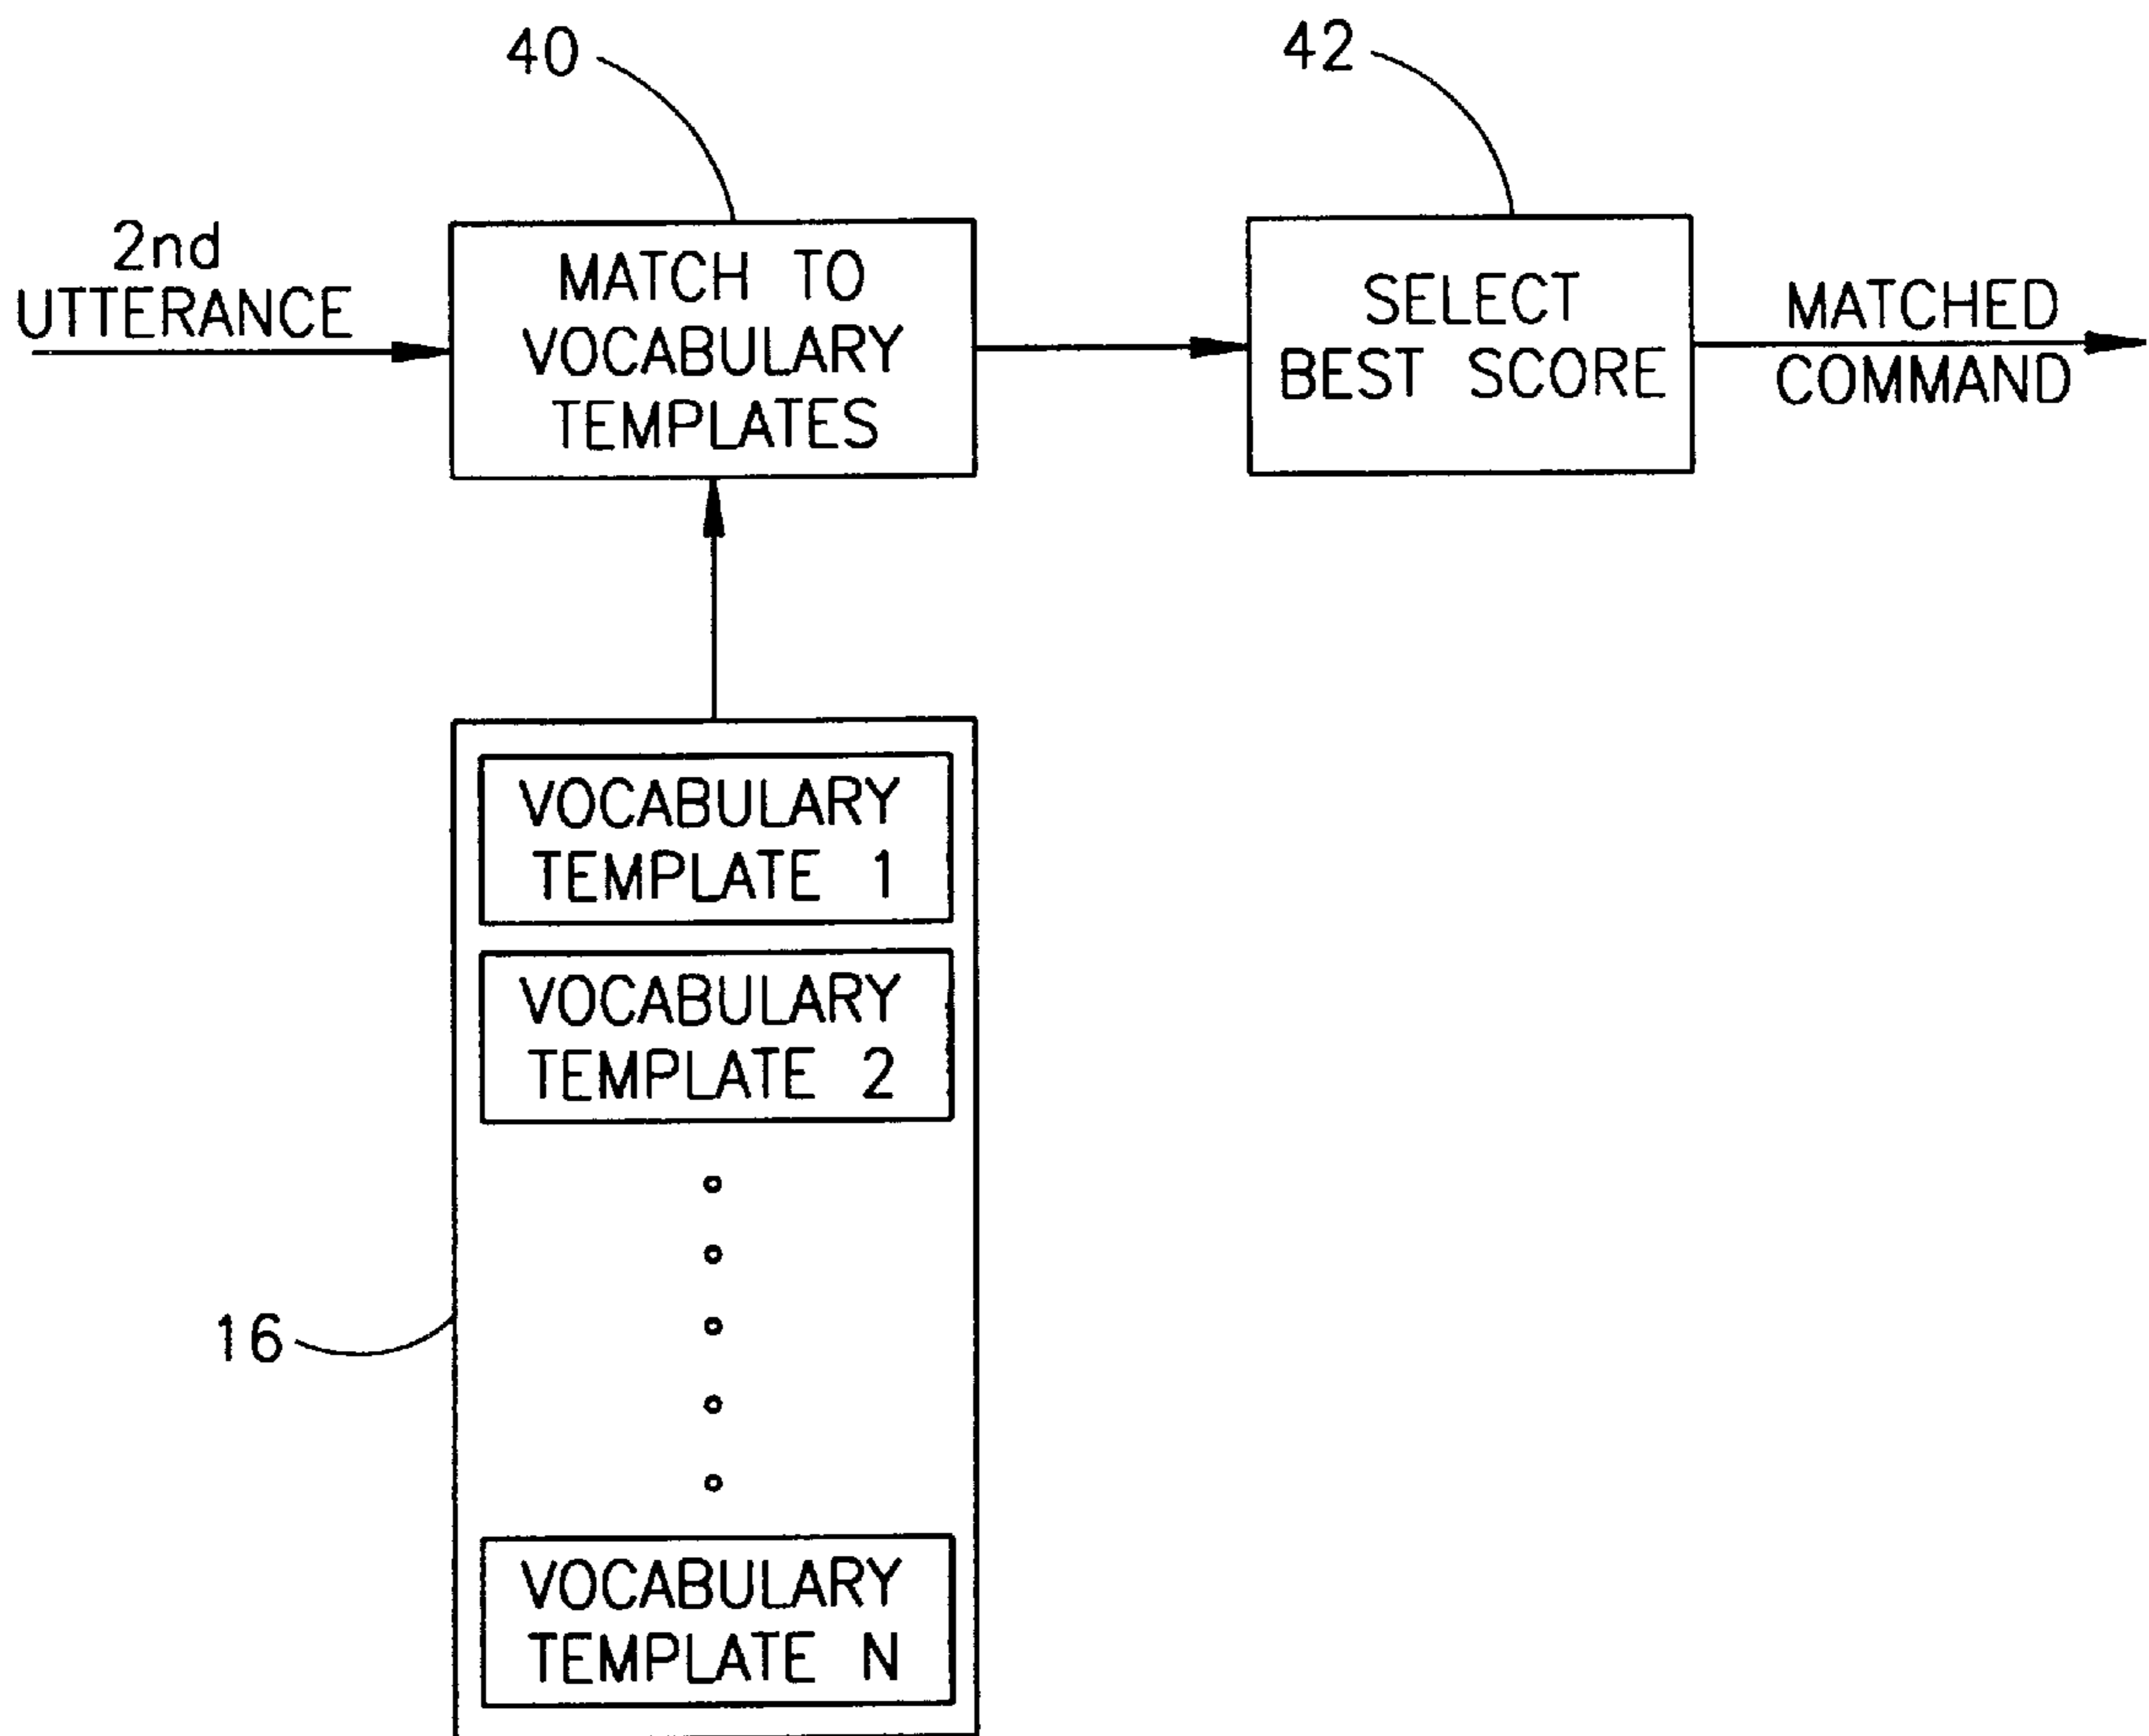 40
42
2nd
UTTERANCE
MATCH TO
VOCABULARY
TEMPLATES
SELECT
BEST SCORE
MATCHED
COMMAND
VOCABULARY
TEMPLATE 1
VOCABULARY
TEMPLATE 2
16
VOCABULARY
TEMPLATE N